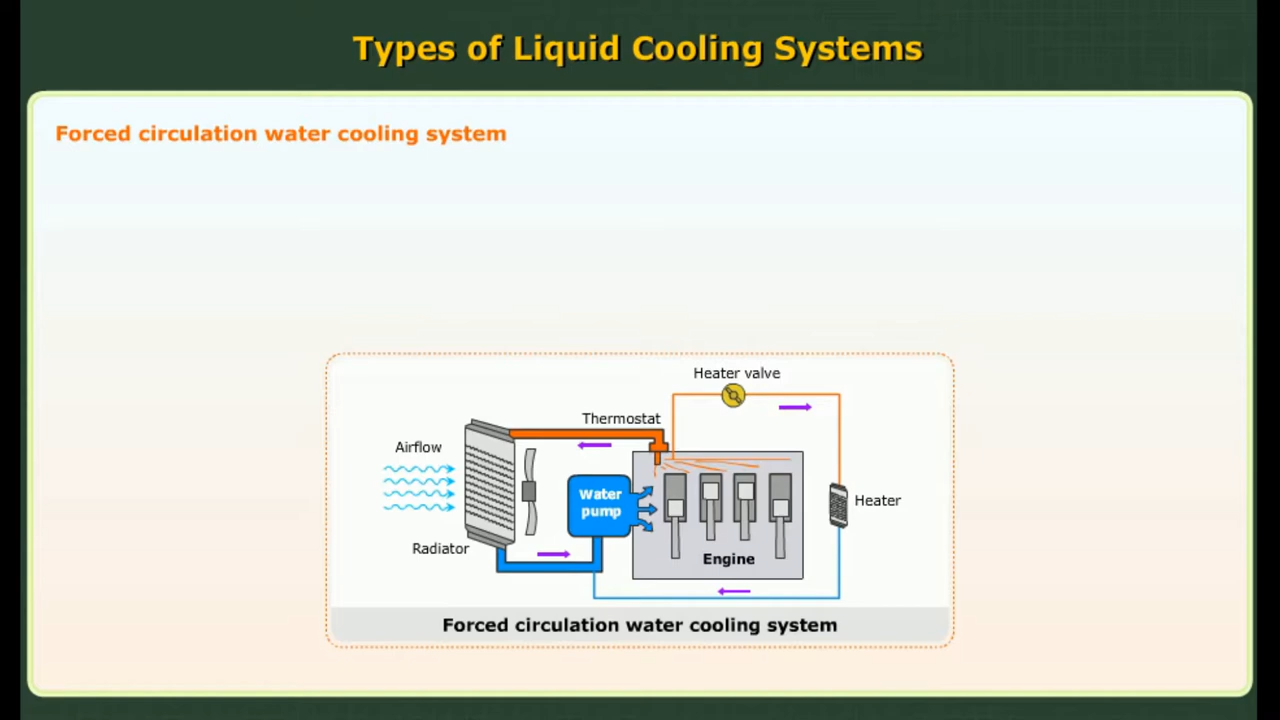 Types of Liquid Cooling Systems
Forced circulation water cooling system
Heater valve
Thermostat
Airflow
Water
pump
Heater
Radiator
Engine
Forced circulation water cooling system